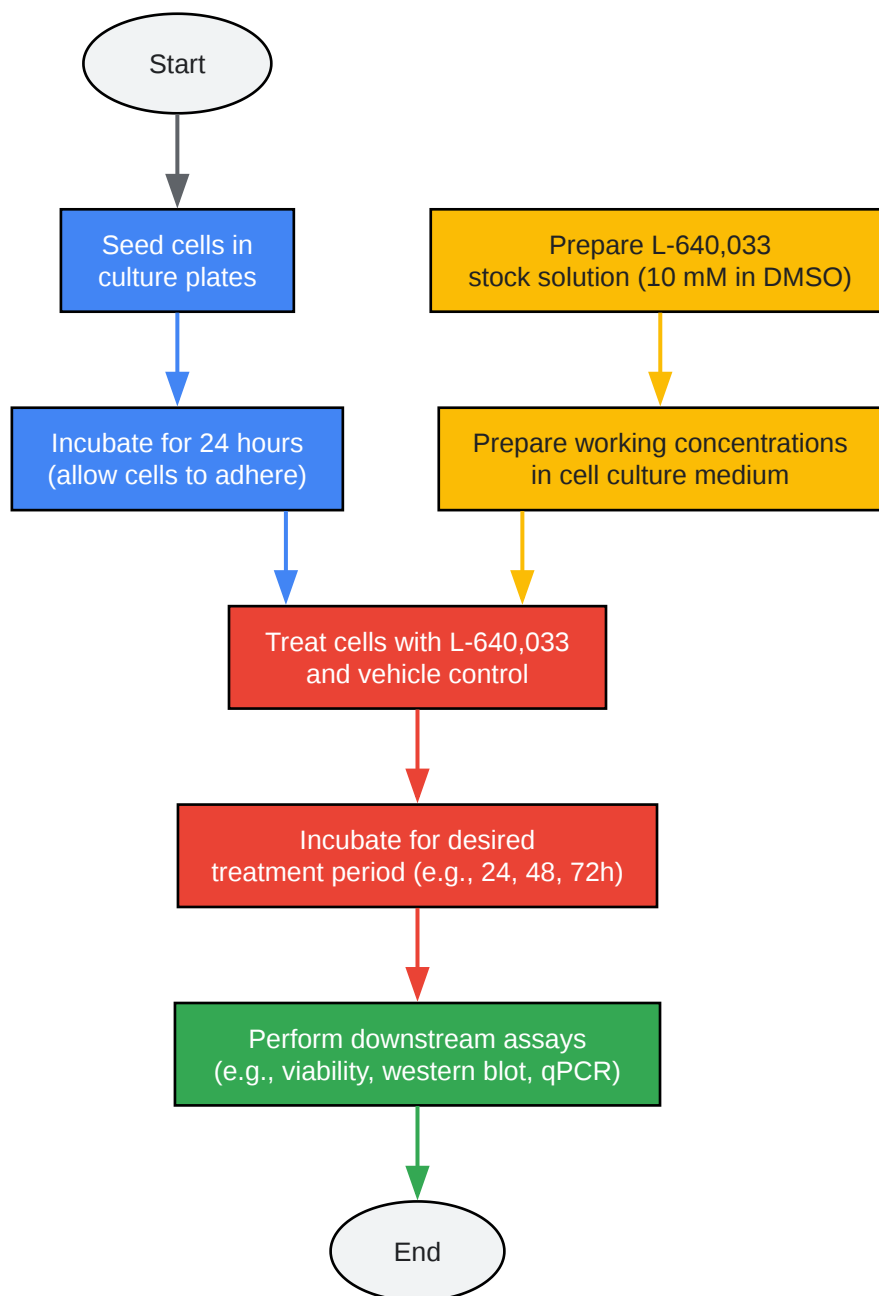 Start
Seed cells in
culture plates
Prepare L-640,033
stock solution (10 mM in DMSO)
Incubate for 24 hours
(allow cells to adhere)
Prepare working concentrations
in cell culture medium
Treat cells with L-640,033
and vehicle control
Incubate for desired
treatment period (e.g., 24, 48, 72h)
Perform downstream assays
(e.g., viability, western blot, qPCR)
End